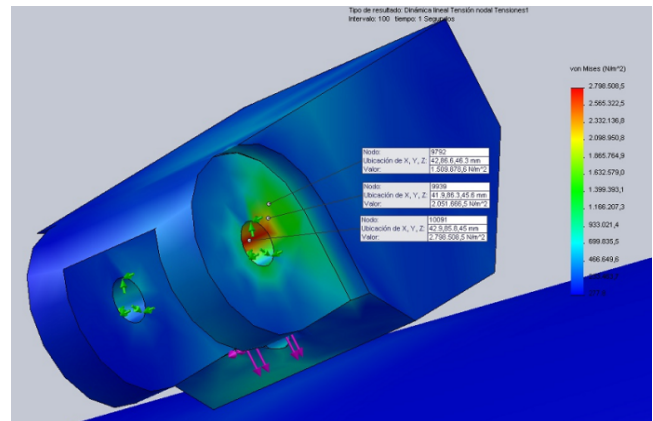 Tipo de resultado: Dinámica lineal Tensión nodal Tensiones1
Intervalo: 100 tiempo: 1 Segundos
von Mises (N/m^2)
2.798.508,5
2.565.322,5
2.332.136,8
2.098.950,8
1.865.764,9
1.632.579,0
1.399.393,1
1.166.207,3
933.021,4
699.835,5
466.649,6
Nodo: 9792
Ubicación de X, Y, Z: 42,86.6,46.3 mm
Valor: 1.589.878,6 N/m^2
Nodo: 9939
Ubicación de X, Y, Z: 41.9,86.3,45.6 mm
Valor: 2.051.666,5 N/m^2
Nodo: 10091
Ubicación de X, Y, Z: 42.9,85.8,45 mm
Valor: 2.798.508,5 N/m^2